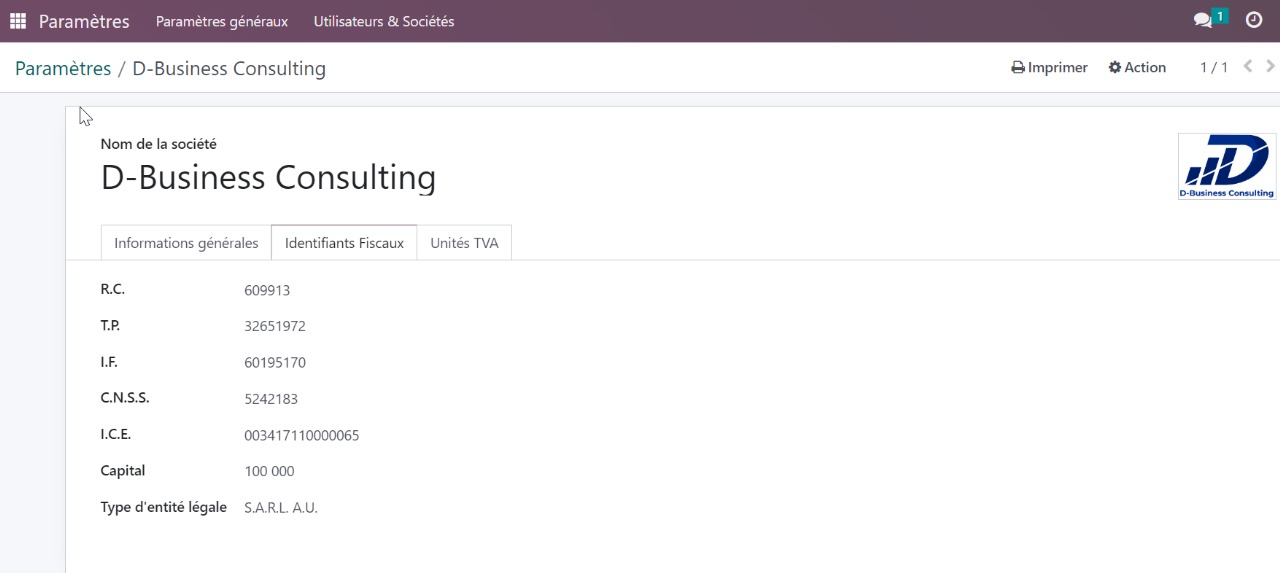 Paramètres Paramètres généraux Utilisateurs & Sociétés 1
Paramètres / D-Business Consulting Imprimer Action 1 / 1
Nom de la société
D-Business Consulting
D-Business Consulting
Informations générales Identifiants Fiscaux Unités TVA
R.C. 609913
T.P. 32651972
I.F. 60195170
C.N.S.S. 5242183
I.C.E. 003417110000065
Capital 100 000
Type d'entité légale S.A.R.L. A.U.